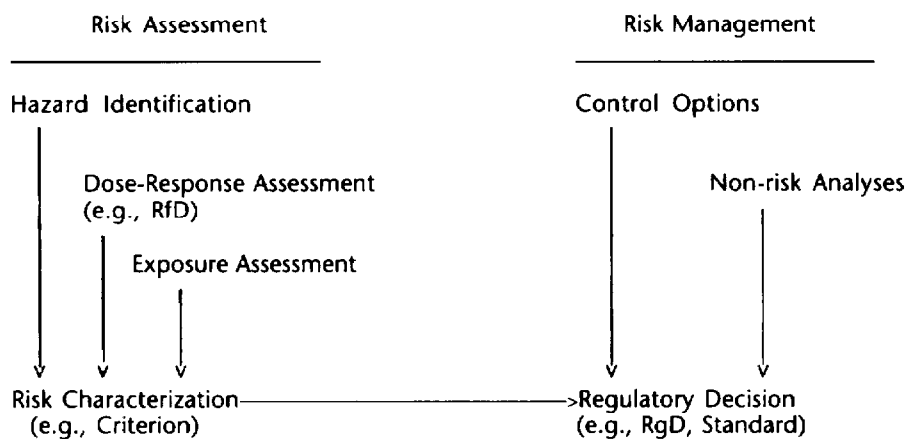 Risk Assessment
Risk Management
Hazard Identification
Control Options
Dose-Response Assessment
(e.g., RfD)
Non-risk Analyses
Exposure Assessment
Risk Characterization
(e.g., Criterion)
Regulatory Decision
(e.g., RgD, Standard)